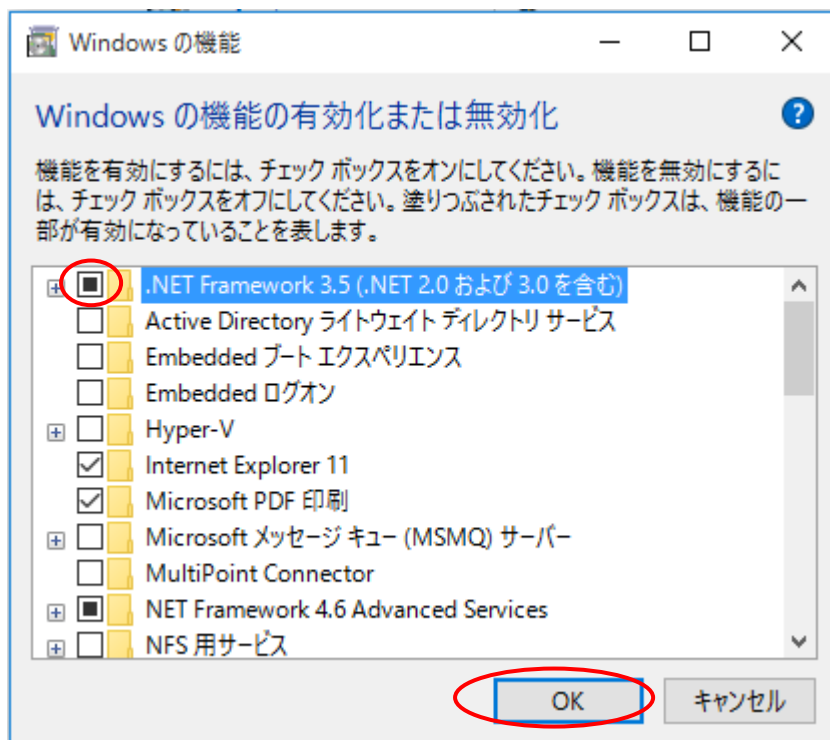 Windows の機能
Windows の機能の有効化または無効化
?
機能を有効にするには、チェック ボックスをオンにしてください。機能を無効にするに
は、チェック ボックスをオフにしてください。塗りつぶされたチェック ボックスは、機能の一
部が有効になっていることを表します。
.NET Framework 3.5 (.NET 2.0 および 3.0 を含む)
Active Directory ライトウェイト ディレクトリ サービス
Embedded ブート エクスペリエンス
Embedded ログオン
Hyper-V
Internet Explorer 11
Microsoft PDF 印刷
Microsoft メッセージ キュー (MSMQ) サーバー
MultiPoint Connector
NET Framework 4.6 Advanced Services
NFS 用サービス
OK
キャンセル